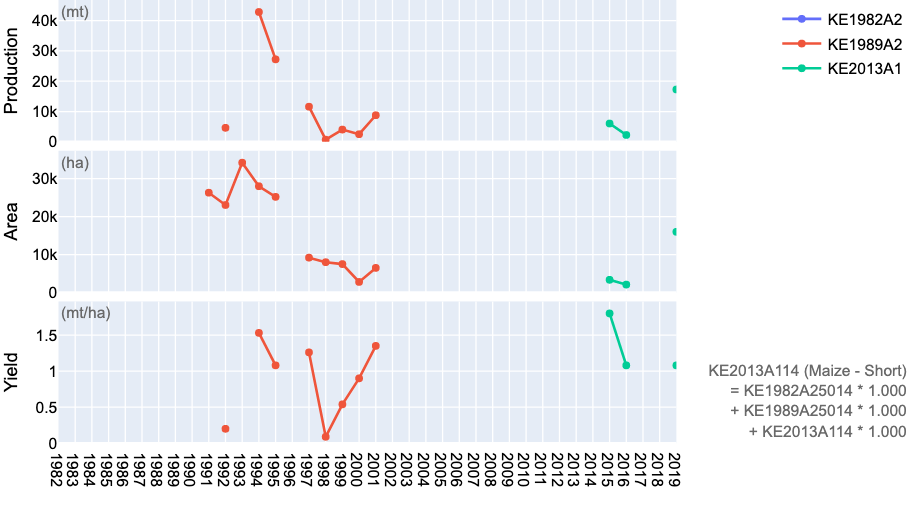 (mt)
40k
30k
20k
10k
0
Production
(ha)
30k
20k
10k
0
Area
(mt/ha)
1.5
1
0.5
0
Yield
1982
1983
1984
1985
1986
1987
1988
1989
1990
1991
1992
1993
1994
1995
1996
1997
1998
1999
2000
2001
2002
2003
2004
2005
2006
2007
2008
2009
2010
2011
2012
2013
2014
2015
2016
2017
2018
2019
KE1982A2
KE1989A2
KE2013A1
KE2013A114 (Maize - Short)
= KE1982A25014 * 1.000
+ KE1989A25014 * 1.000
+ KE2013A114 * 1.000